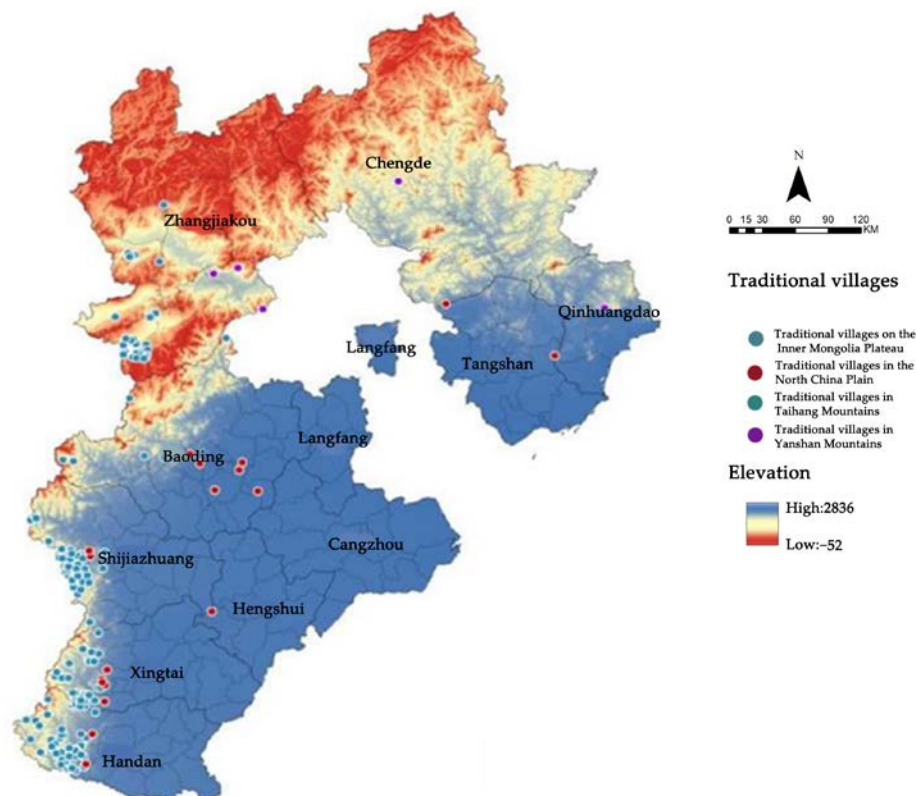 Chengde
Zhangjiakou
Qinhuangdao
Langfang
Tangshan
Langfang
Baoding
Cangzhou
Shijiazhuang
Hengshui
Xingtai
Handan
N
0 15 30 60 90 120
KM
Traditional villages
Traditional villages on the
Inner Mongolia Plateau
Traditional villages in the
North China Plain
Traditional villages in
Taihang Mountains
Traditional villages in
Yanshan Mountains
Elevation
High:2836
Low:−52